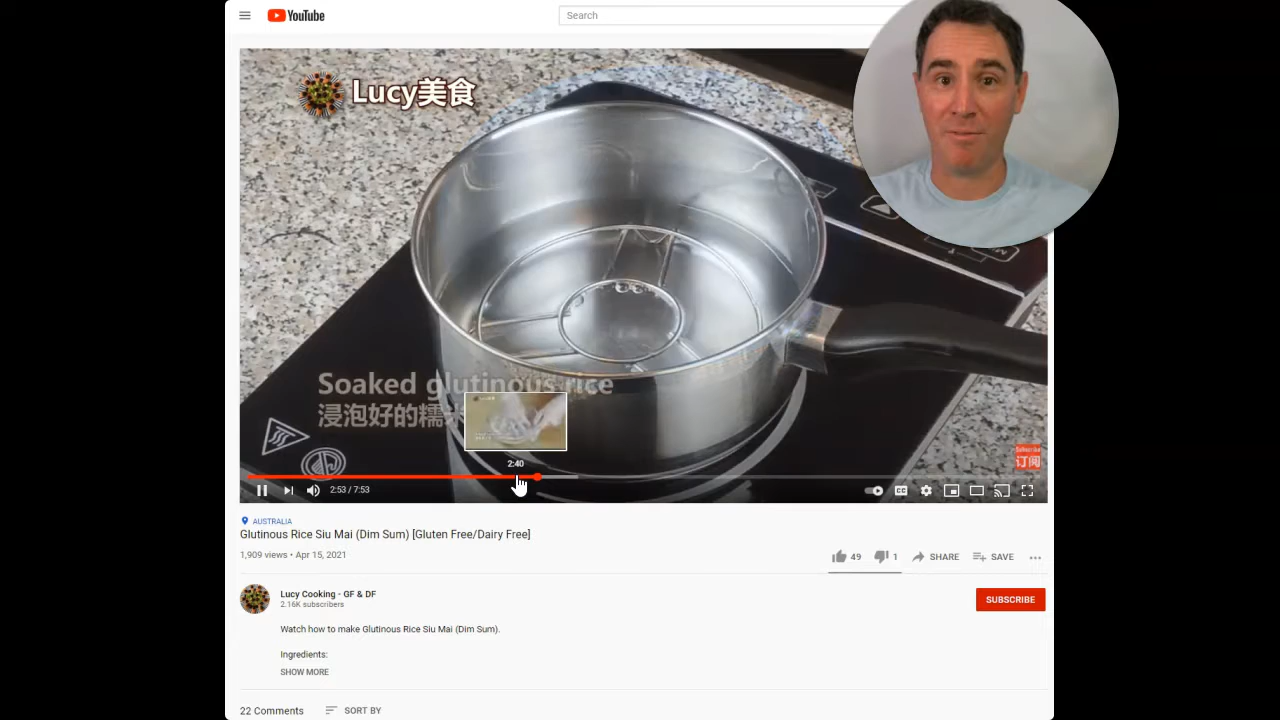 YouTube
Search
Lucy美食
Soaked glutinous rice
浸泡好的糯米
2:40
Subscribe
订阅
2:53 / 7:53
CC
AUSTRALIA
Glutinous Rice Siu Mai (Dim Sum) [Gluten Free/Dairy Free]
1,909 views • Apr 15, 2021
49
1
SHARE
SAVE
Lucy Cooking - GF & DF
2.16K subscribers
SUBSCRIBE
Watch how to make Glutinous Rice Siu Mai (Dim Sum).
Ingredients:
SHOW MORE
22 Comments
SORT BY